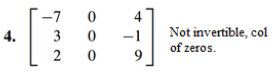 4. [ -7 0 4
3 0 -1
2 0 9 ]
Not invertible, col
of zeros.